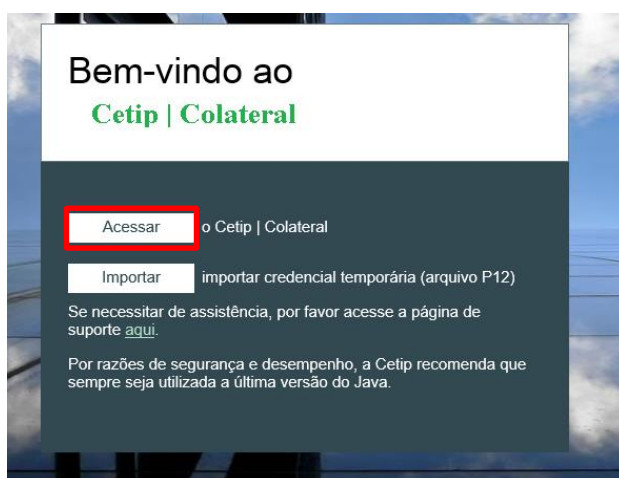 Bem-vindo ao
Cetip | Colateral
Acessar o Cetip | Colateral
Importar importar credencial temporária (arquivo P12)
Se necessitar de assistência, por favor acesse a página de
suporte aqui.
Por razões de segurança e desempenho, a Cetip recomenda que
sempre seja utilizada a última versão do Java.